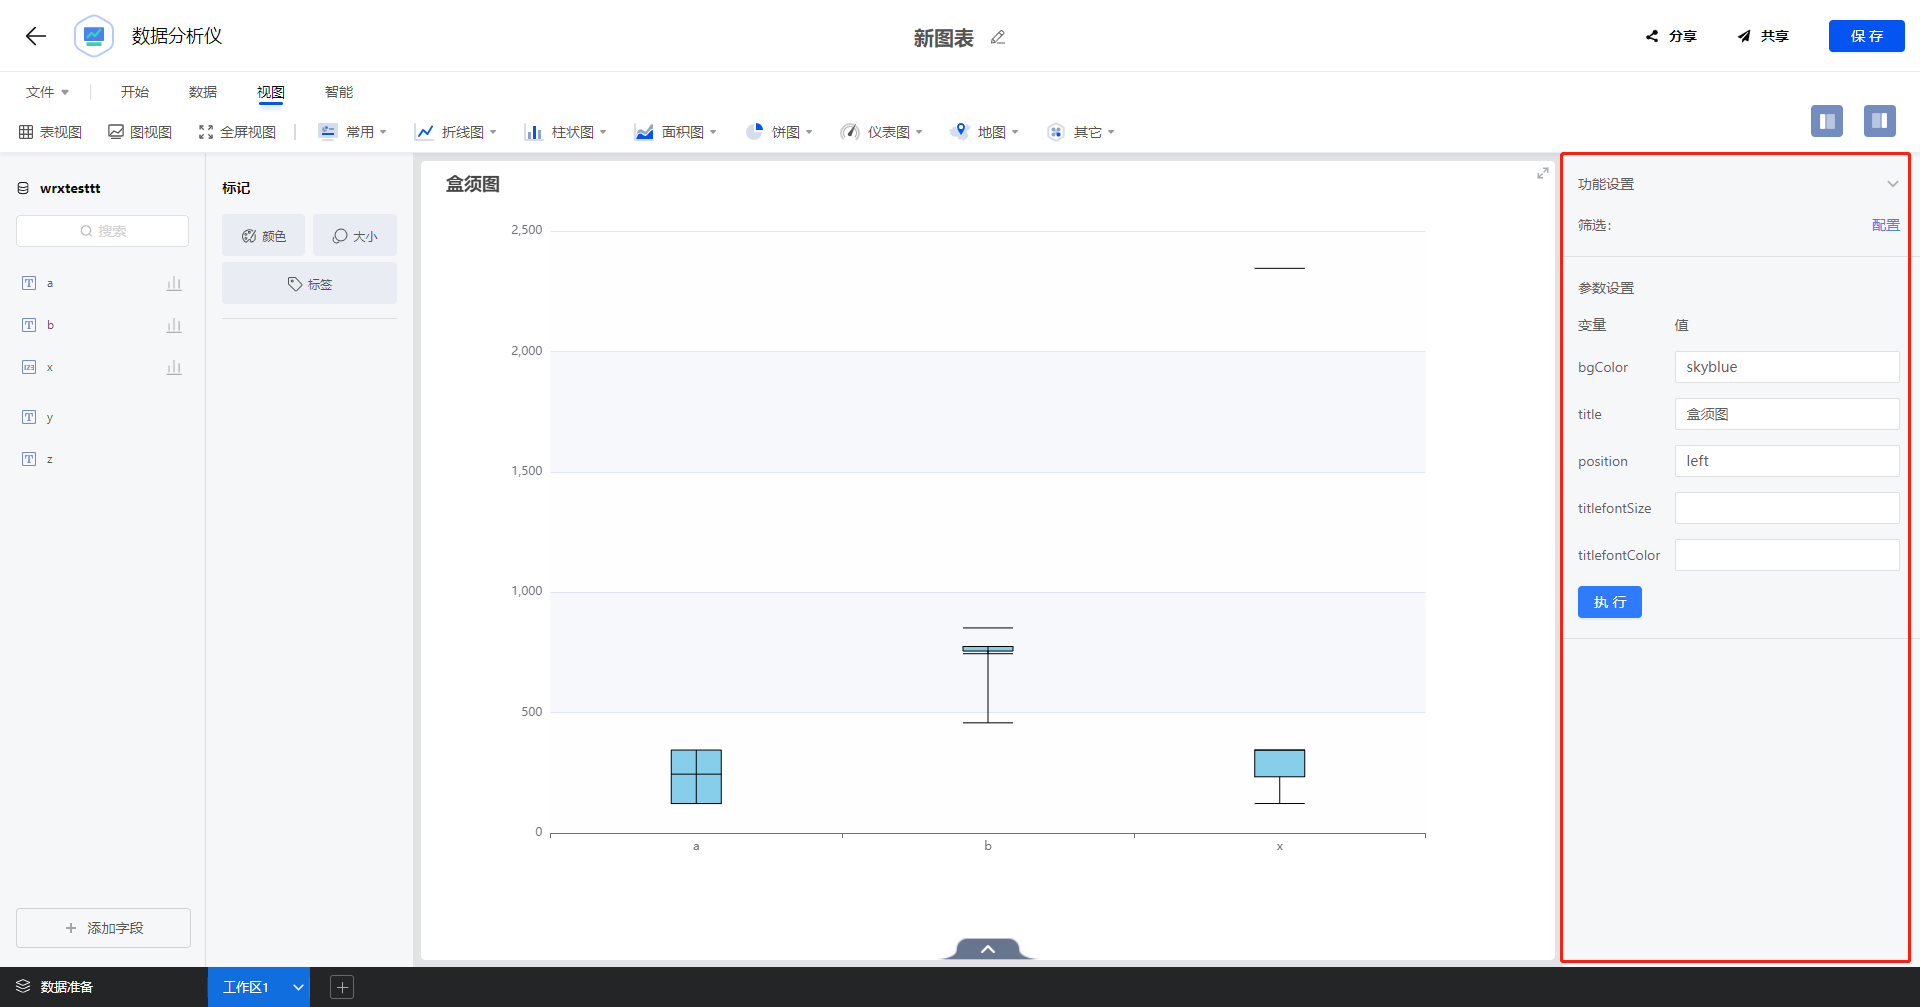 数据分析仪
新图表
分享
共享
保 存
文件
开始
数据
视图
智能
表视图
图视图
全屏视图
常用
折线图
柱状图
面积图
饼图
仪表图
地图
其它
wrxtesttt
搜索
T a
T b
123 x
T y
T z
添加字段
标记
颜色
大小
标签
盒须图
2,500
2,000
1,500
1,000
500
0
a
b
x
功能设置
筛选:
配置
参数设置
变量 值
bgColor skyblue
title 盒须图
position left
titlefontSize
titlefontColor
执 行
数据准备
工作区1